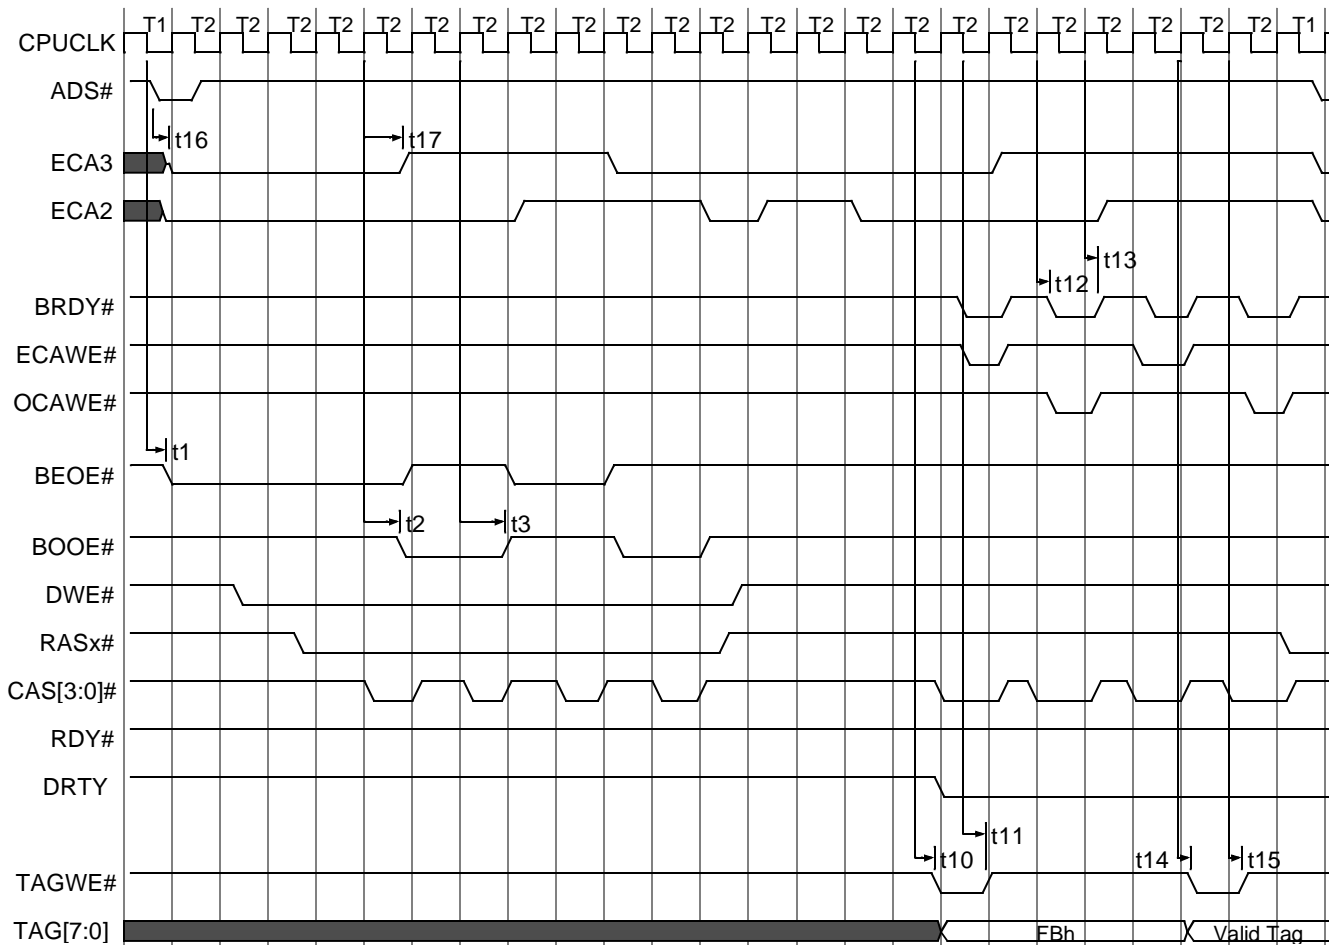 CPUCLK T1 T2 T2 T2 T2 T2 T2 T2 T2 T2 T2 T2 T2 T2 T2 T2 T2 T2 T2 T2 T2 T2 T2 T2 T1
ADS#
t16 t17
ECA3
ECA2
t13
t12
BRDY#
ECAWE#
OCAWE#
t1
BEOE#
t2 t3
BOOE#
DWE#
RASx#
CAS[3:0]#
RDY#
DRTY
t11
t10 t14 t15
TAGWE#
TAG[7:0] FBh Valid Tag